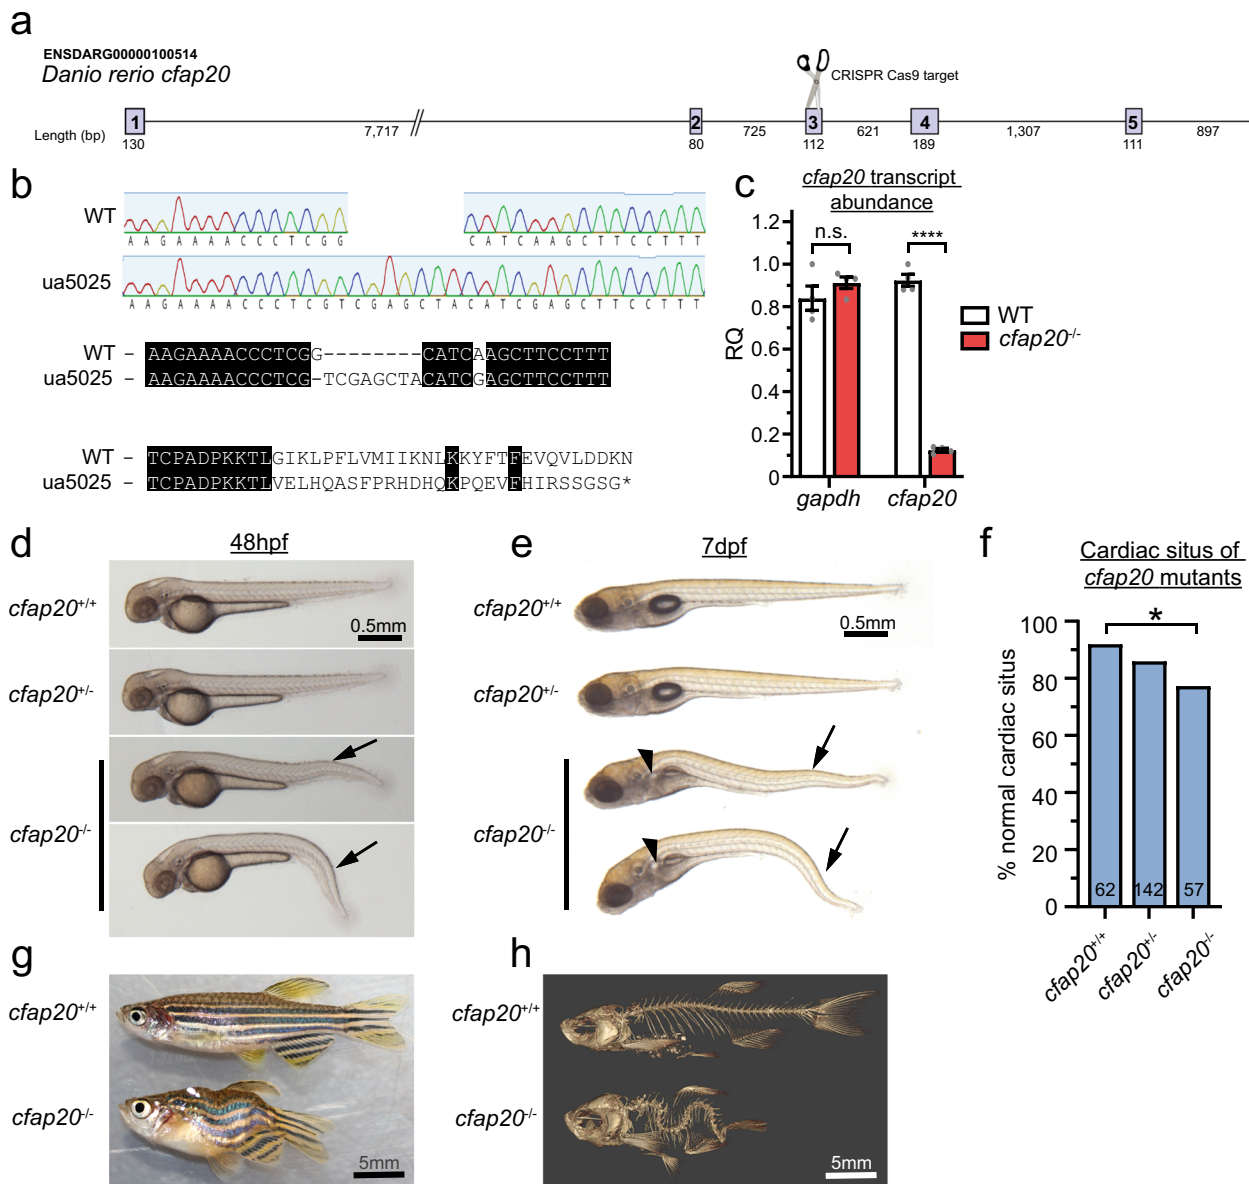 a
ENSDARG00000100514
Danio rerio cfap20
CRISPR Cas9 target
1 2 3 4 5
Length (bp)
130 7,717 80 725 112 621 189 1,307 111 897
b
WT
A A G A A A A C C C T C G G C A T C A A G C T T C C T T T
ua5025
A A G A A A A C C C T C G T C G A G C T A C A T C G A G C T T C C T T T
WT – AAGAAAACCCTCGG---------CATCAAGCTTCCTTT
ua5025 – AAGAAAACCCTCG-TCGAGCTACATCGAGCTTCCTTT
WT – TCPADPKKTLGIKLPFLVMIIKNLKKYFTFEVQVLDDKN
ua5025 – TCPADPKKTLVELHQASFPRHDHQKPQEVFHIRSSGSG*
c
cfap20 transcript
abundance
1.2
1.0
0.8
0.6
0.4
0.2
0
RQ
n.s.
****
WT
cfap20-/-
gapdh cfap20
d
48hpf
cfap20+/+
0.5mm
cfap20+/-
cfap20-/-
e
7dpf
cfap20+/+
0.5mm
cfap20+/-
cfap20-/-
f
Cardiac situs of
cfap20 mutants
*
% normal cardiac situs
100
80
60
40
20
0
62 142 57
cfap20+/+ cfap20+/- cfap20-/-
g
cfap20+/+
cfap20-/-
5mm
h
cfap20+/+
cfap20-/-
5mm